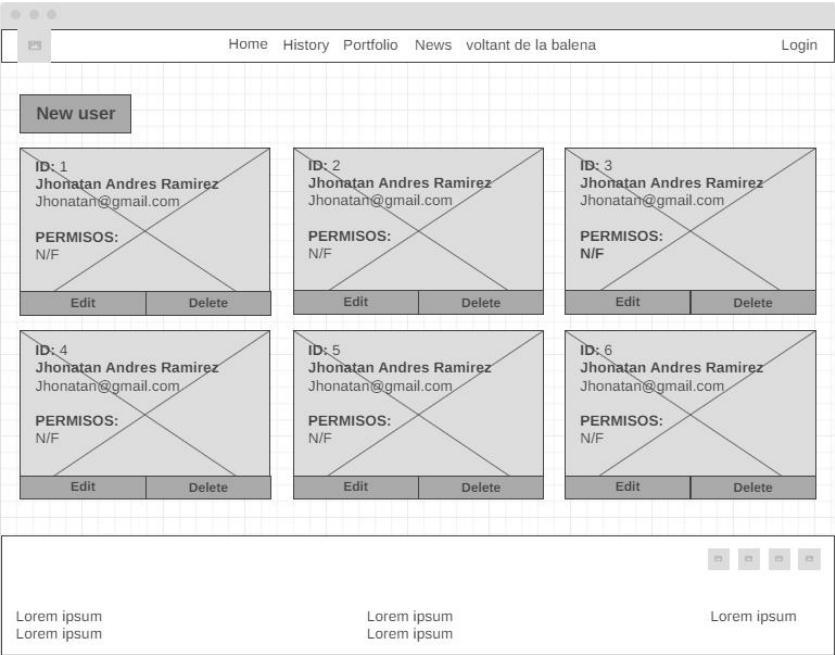 Home History Portfolio News voltant de la balena Login
New user
ID: 1
Jhonatan Andres Ramirez
Jhonatan@gmail.com
PERMISOS:
N/F
Edit Delete
ID: 2
Jhonatan Andres Ramirez
Jhonatan@gmail.com
PERMISOS:
N/F
Edit Delete
ID: 3
Jhonatan Andres Ramirez
Jhonatan@gmail.com
PERMISOS:
N/F
Edit Delete
ID: 4
Jhonatan Andres Ramirez
Jhonatan@gmail.com
PERMISOS:
N/F
Edit Delete
ID: 5
Jhonatan Andres Ramirez
Jhonatan@gmail.com
PERMISOS:
N/F
Edit Delete
ID: 6
Jhonatan Andres Ramirez
Jhonatan@gmail.com
PERMISOS:
N/F
Edit Delete
Lorem ipsum
Lorem ipsum
Lorem ipsum
Lorem ipsum
Lorem ipsum